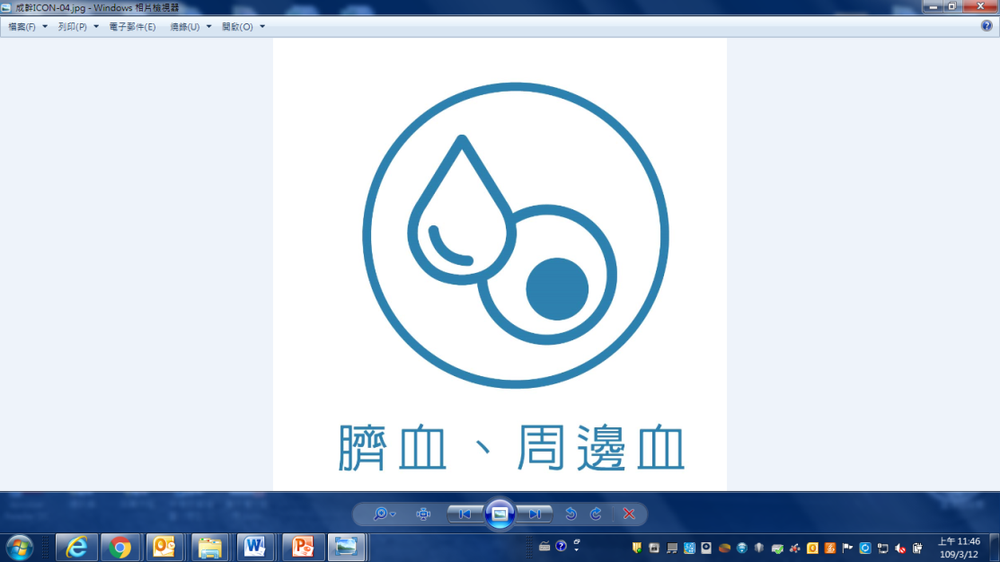 成幹ICON-04.jpg - Windows 相片檢視器
檔案(F) 列印(P) 電子郵件(E) 燒錄(U) 開啟(O)
臍血、周邊血
上午 11:46
109/3/12